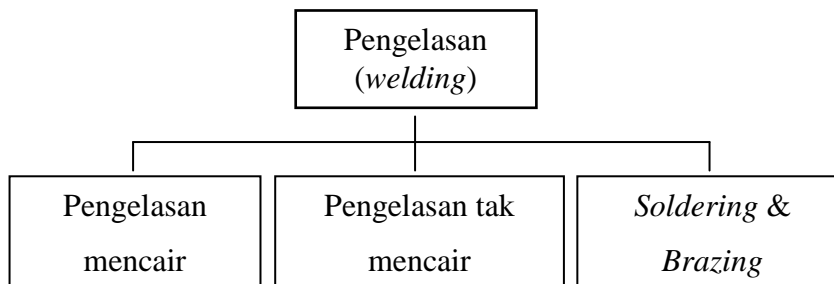 Pengelasan
(welding)
Pengelasan
mencair
Pengelasan tak
mencair
Soldering &
Brazing